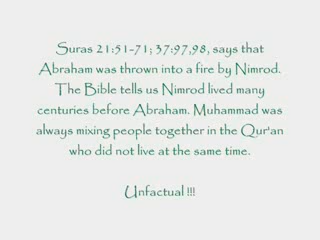 Suras 21:51-71; 37:97,98, says that
Abraham was thrown into a fire by Nimrod.
The Bible tells us Nimrod lived many
centuries before Abraham. Muhammad was
always mixing people together in the Qur'an
who did not live at the same time.
Unfactual !!!